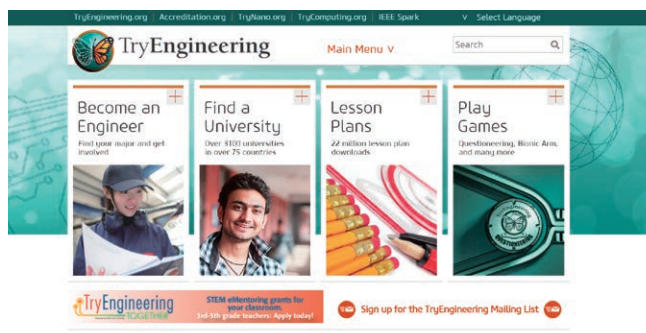 TryEngineering.org | Accreditation.org | TryNano.org | TryComputing.org | IEEE Spark V Select Language
TryEngineering Main Menu V Search
Become an
Engineer
Find your major and get
involved
Find a
University
Over 3100 universities
in over 75 countries
Lesson
Plans
22 million lesson plan
downloads
Play
Games
Questioneering, Bionic Arm,
and many more
QUESTIONEERING
TryEngineering
TOGETHER
STEM eMentoring grants for
your classroom.
3rd-5th grade teachers: Apply today!
Sign up for the TryEngineering Mailing List